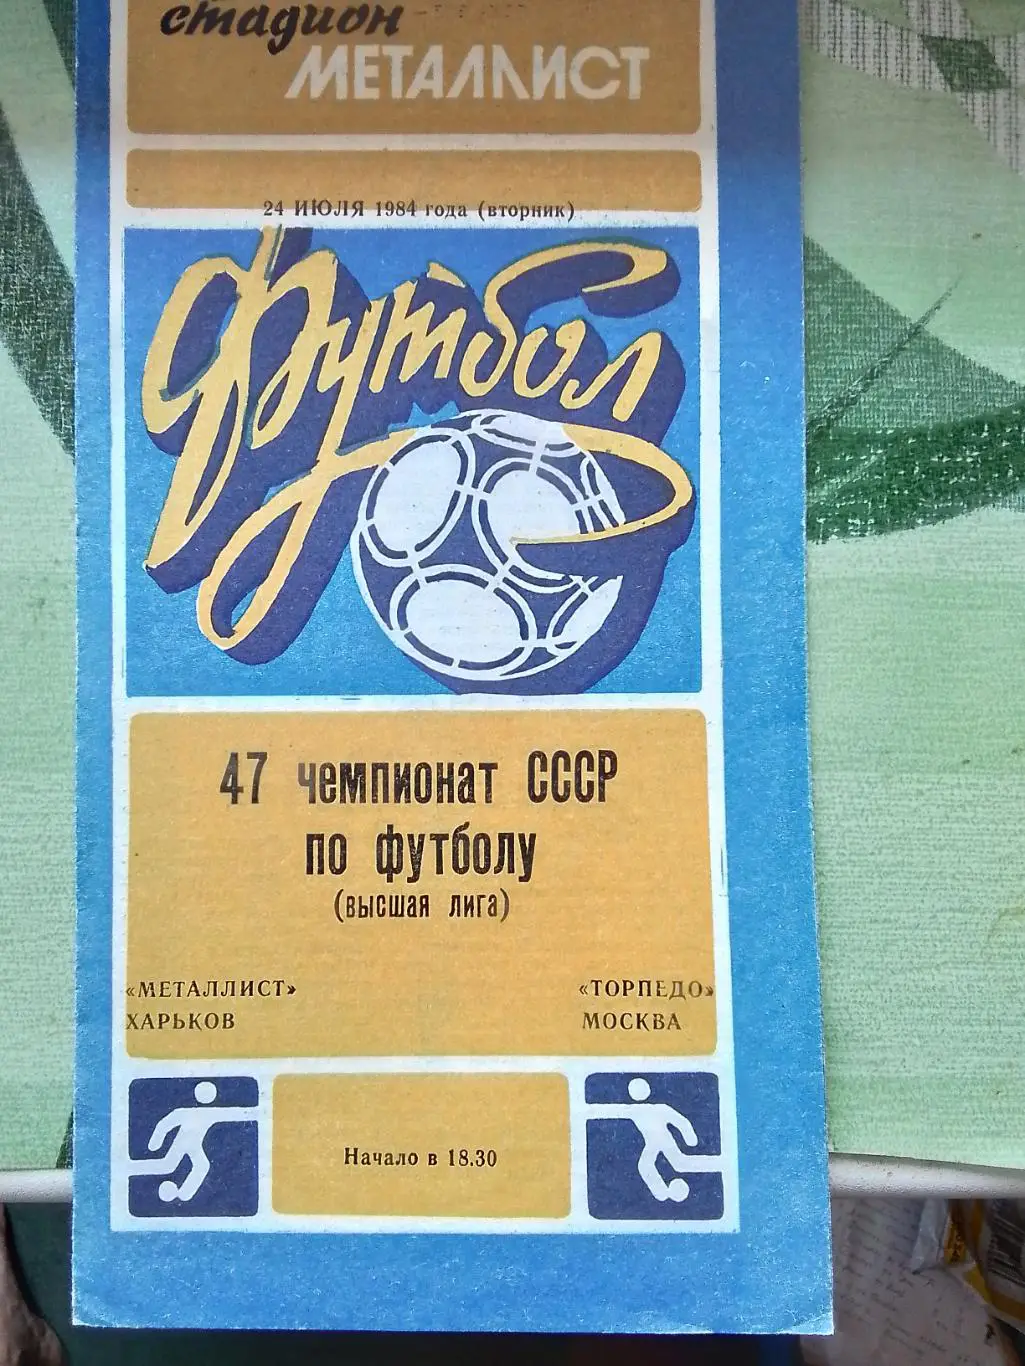 стадион
МЕТАЛЛИСТ
24 ИЮЛЯ 1984 года (вторник)
Футбол
47 чемпионат СССР
по футболу
(высшая лига)
«МЕТАЛЛИСТ» «ТОРПЕДО»
ХАРЬКОВ МОСКВА
Начало в 18.30